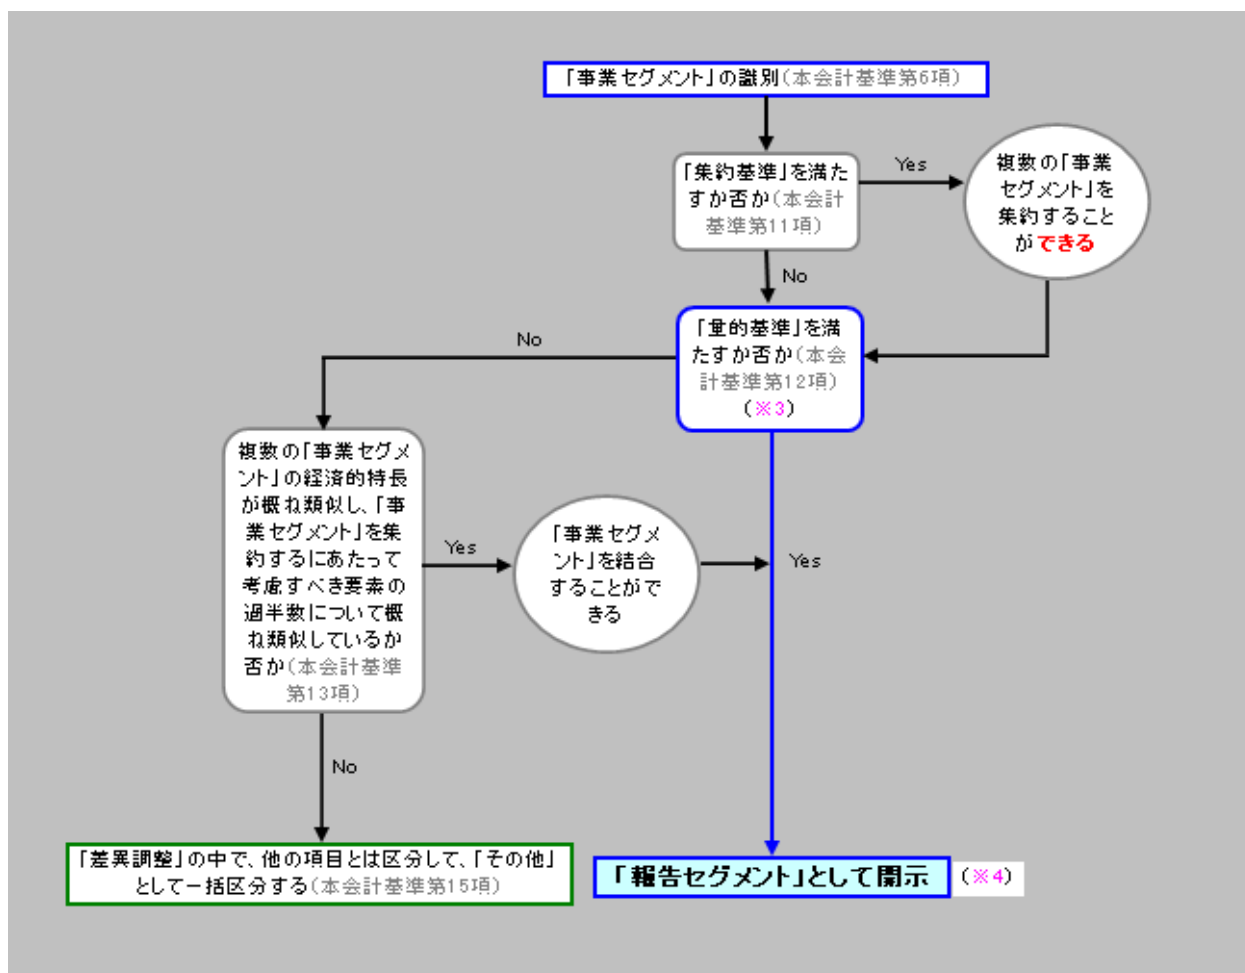 「事業セグメント」の識別(本会計基準第6項)
「集約基準」を満た
すか否か(本会計
基準第11項)
Yes
複数の「事業
セグメント」を
集約すること
ができる
No
「量的基準」を満
たすか否か(本会
計基準第12項)
(※3)
No
複数の「事業セグメ
ント」の経済的特長
が概ね類似し、「事
業セグメント」を集
約するにあたって
考慮すべき要素の
過半数について概
ね類似しているか
否か(本会計基準
第13項)
Yes
「事業セグメ
ント」を結合
することがで
きる
Yes
No
「差異調整」の中で、他の項目とは区分して、「その他」
として一括区分する(本会計基準第15項)
「報告セグメント」として開示 (※4)